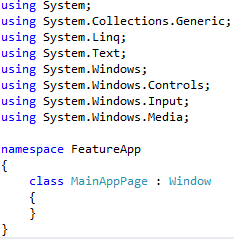 using System;
using System.Collections.Generic;
using System.Linq;
using System.Text;
using System.Windows;
using System.Windows.Controls;
using System.Windows.Input;
using System.Windows.Media;

namespace FeatureApp
{
    class MainAppPage : Window
    {
    }
}